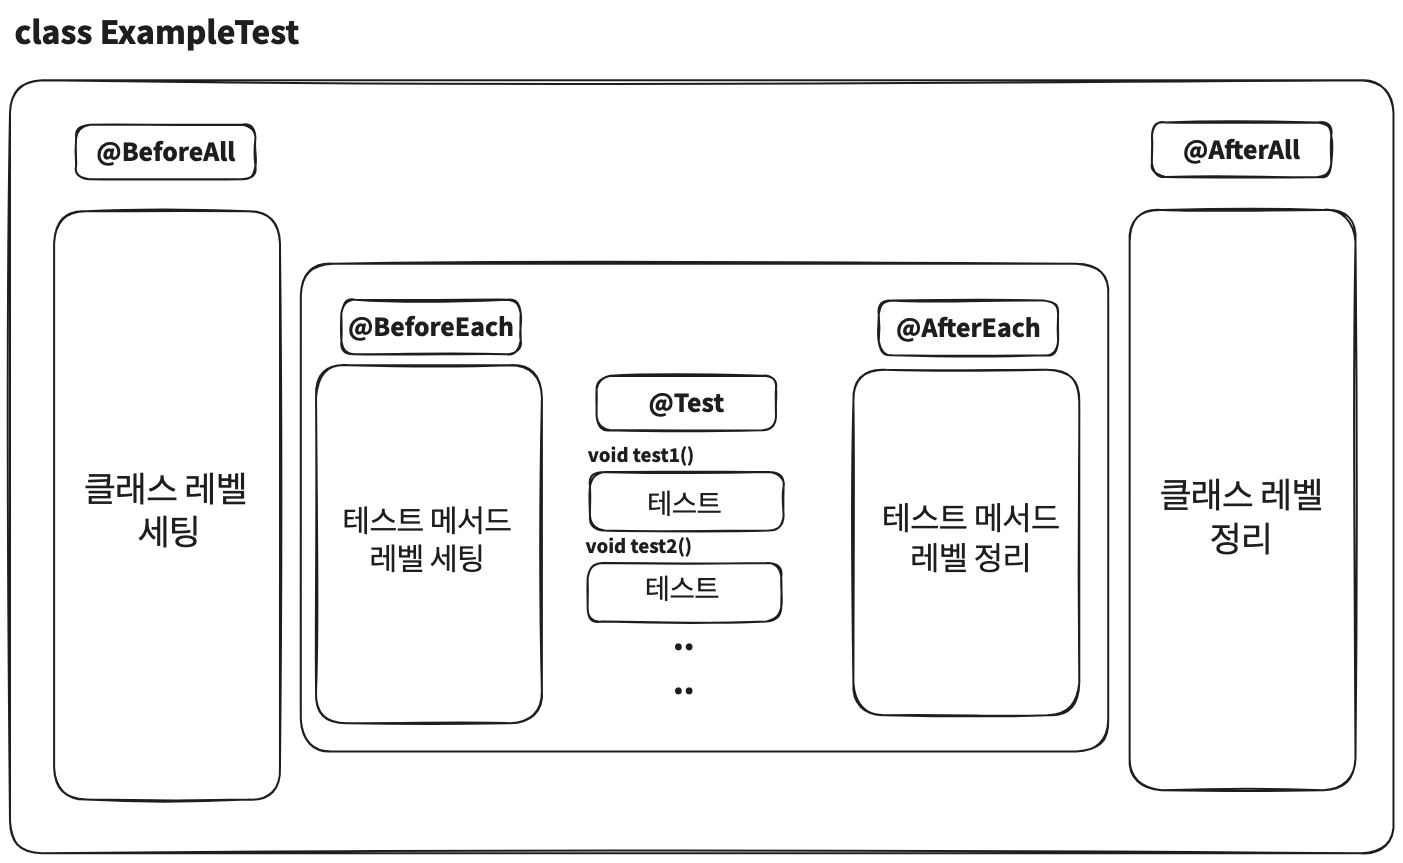 class ExampleTest
@BeforeAll
클래스 레벨
세팅
@BeforeEach
테스트 메서드
레벨 세팅
@Test
void test1()
테스트
void test2()
테스트
..
..
@AfterEach
테스트 메서드
레벨 정리
@AfterAll
클래스 레벨
정리